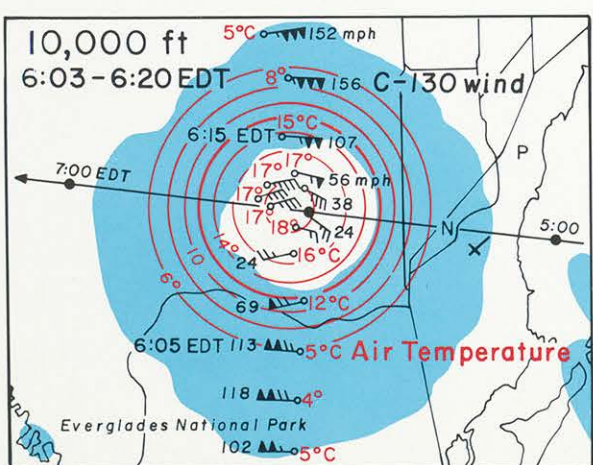 10,000 ft
6:03-6:20 EDT
5°C
152 mph
8°
156
C-130 wind
15°C
6:15 EDT
107
P
17°
17°
56 mph
7:00 EDT
17°
38
17°
18°
24
N
5:00
14°
16°C
24
10
6°
69
12°C
6:05 EDT 113
5°C Air Temperature
118
4°
Everglades National Park
102
5°C